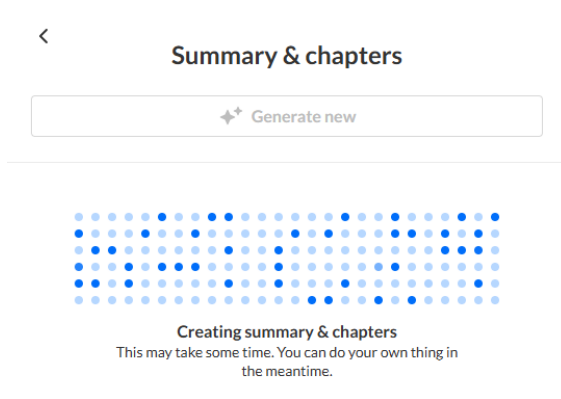 Summary & chapters
Generate new
Creating summary & chapters
This may take some time. You can do your own thing in
the meantime.